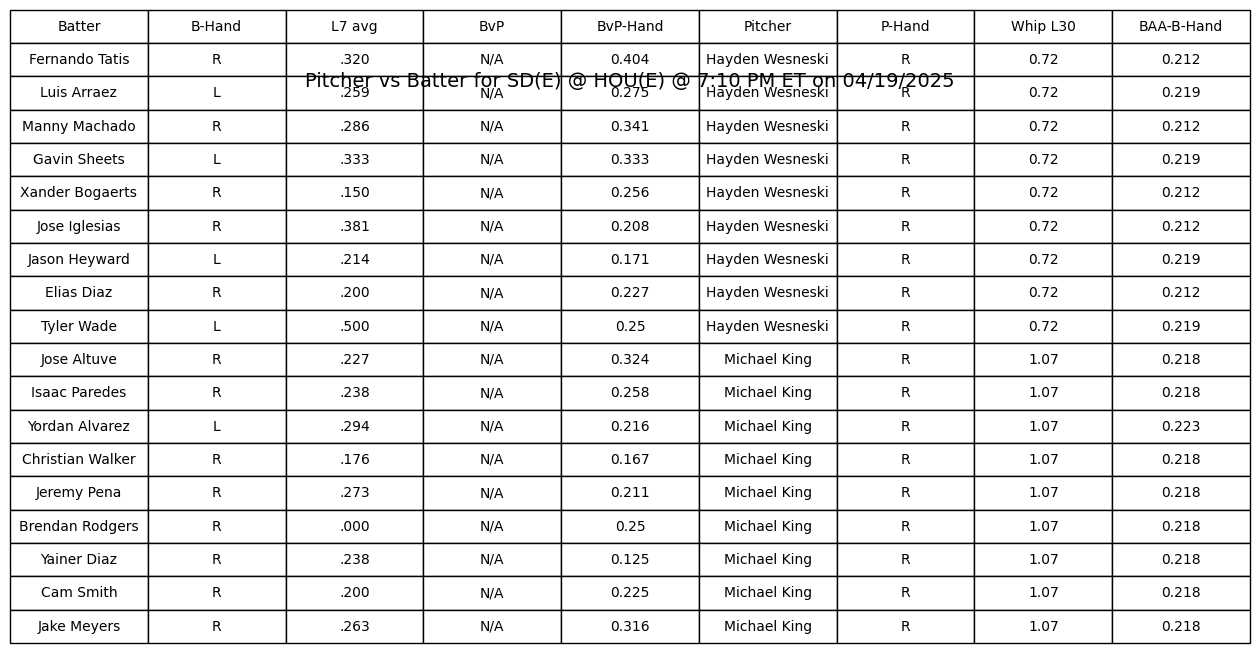 Batter B-Hand L7 avg BvP BvP-Hand Pitcher P-Hand Whip L30 BAA-B-Hand
Fernando Tatis R .320 N/A 0.404 Hayden Wesneski R 0.72 0.212
Pitcher vs Batter for SD(E) @ HOU(E) @ 7:10 PM ET on 04/19/2025
Luis Arraez L .259 N/A 0.275 Hayden Wesneski R 0.72 0.219
Manny Machado R .286 N/A 0.341 Hayden Wesneski R 0.72 0.212
Gavin Sheets L .333 N/A 0.333 Hayden Wesneski R 0.72 0.219
Xander Bogaerts R .150 N/A 0.256 Hayden Wesneski R 0.72 0.212
Jose Iglesias R .381 N/A 0.208 Hayden Wesneski R 0.72 0.212
Jason Heyward L .214 N/A 0.171 Hayden Wesneski R 0.72 0.219
Elias Diaz R .200 N/A 0.227 Hayden Wesneski R 0.72 0.212
Tyler Wade L .500 N/A 0.25 Hayden Wesneski R 0.72 0.219
Jose Altuve R .227 N/A 0.324 Michael King R 1.07 0.218
Isaac Paredes R .238 N/A 0.258 Michael King R 1.07 0.218
Yordan Alvarez L .294 N/A 0.216 Michael King R 1.07 0.223
Christian Walker R .176 N/A 0.167 Michael King R 1.07 0.218
Jeremy Pena R .273 N/A 0.211 Michael King R 1.07 0.218
Brendan Rodgers R .000 N/A 0.25 Michael King R 1.07 0.218
Yainer Diaz R .238 N/A 0.125 Michael King R 1.07 0.218
Cam Smith R .200 N/A 0.225 Michael King R 1.07 0.218
Jake Meyers R .263 N/A 0.316 Michael King R 1.07 0.218